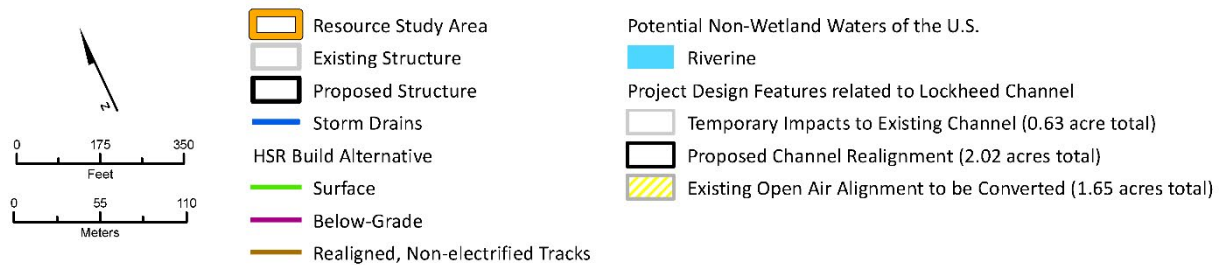 N
0 175 350
Feet
0 55 110
Meters
Resource Study Area
Existing Structure
Proposed Structure
Storm Drains
HSR Build Alternative
Surface
Below-Grade
Realigned, Non-electrified Tracks
Potential Non-Wetland Waters of the U.S.
Riverine
Project Design Features related to Lockheed Channel
Temporary Impacts to Existing Channel (0.63 acre total)
Proposed Channel Realignment (2.02 acres total)
Existing Open Air Alignment to be Converted (1.65 acres total)